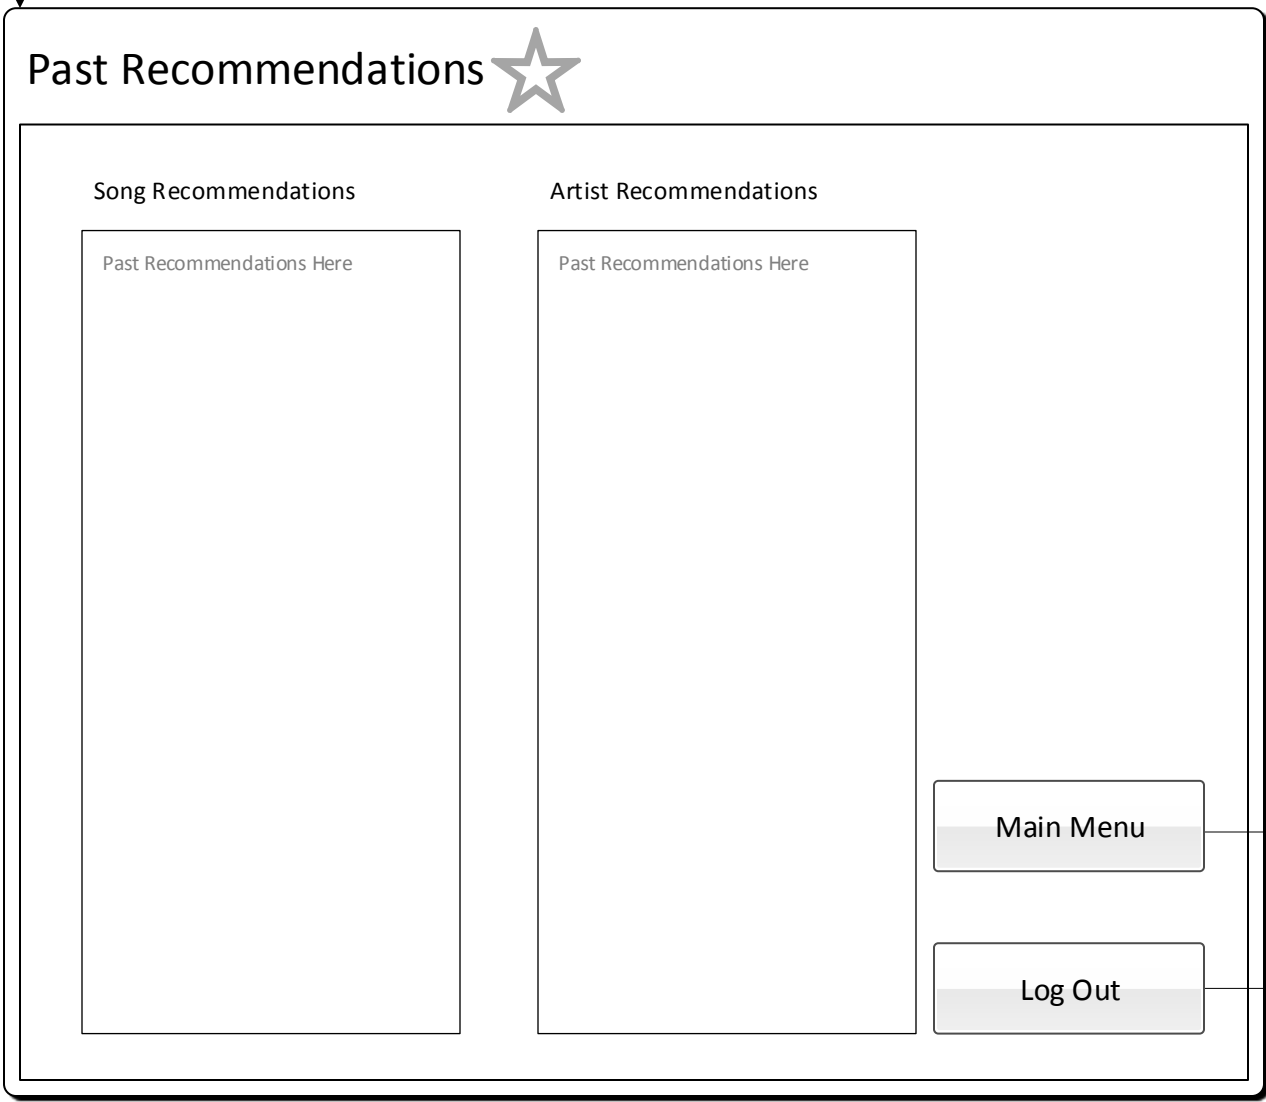 Past Recommendations
Song Recommendations
Artist Recommendations
Past Recommendations Here
Past Recommendations Here
Main Menu
Log Out